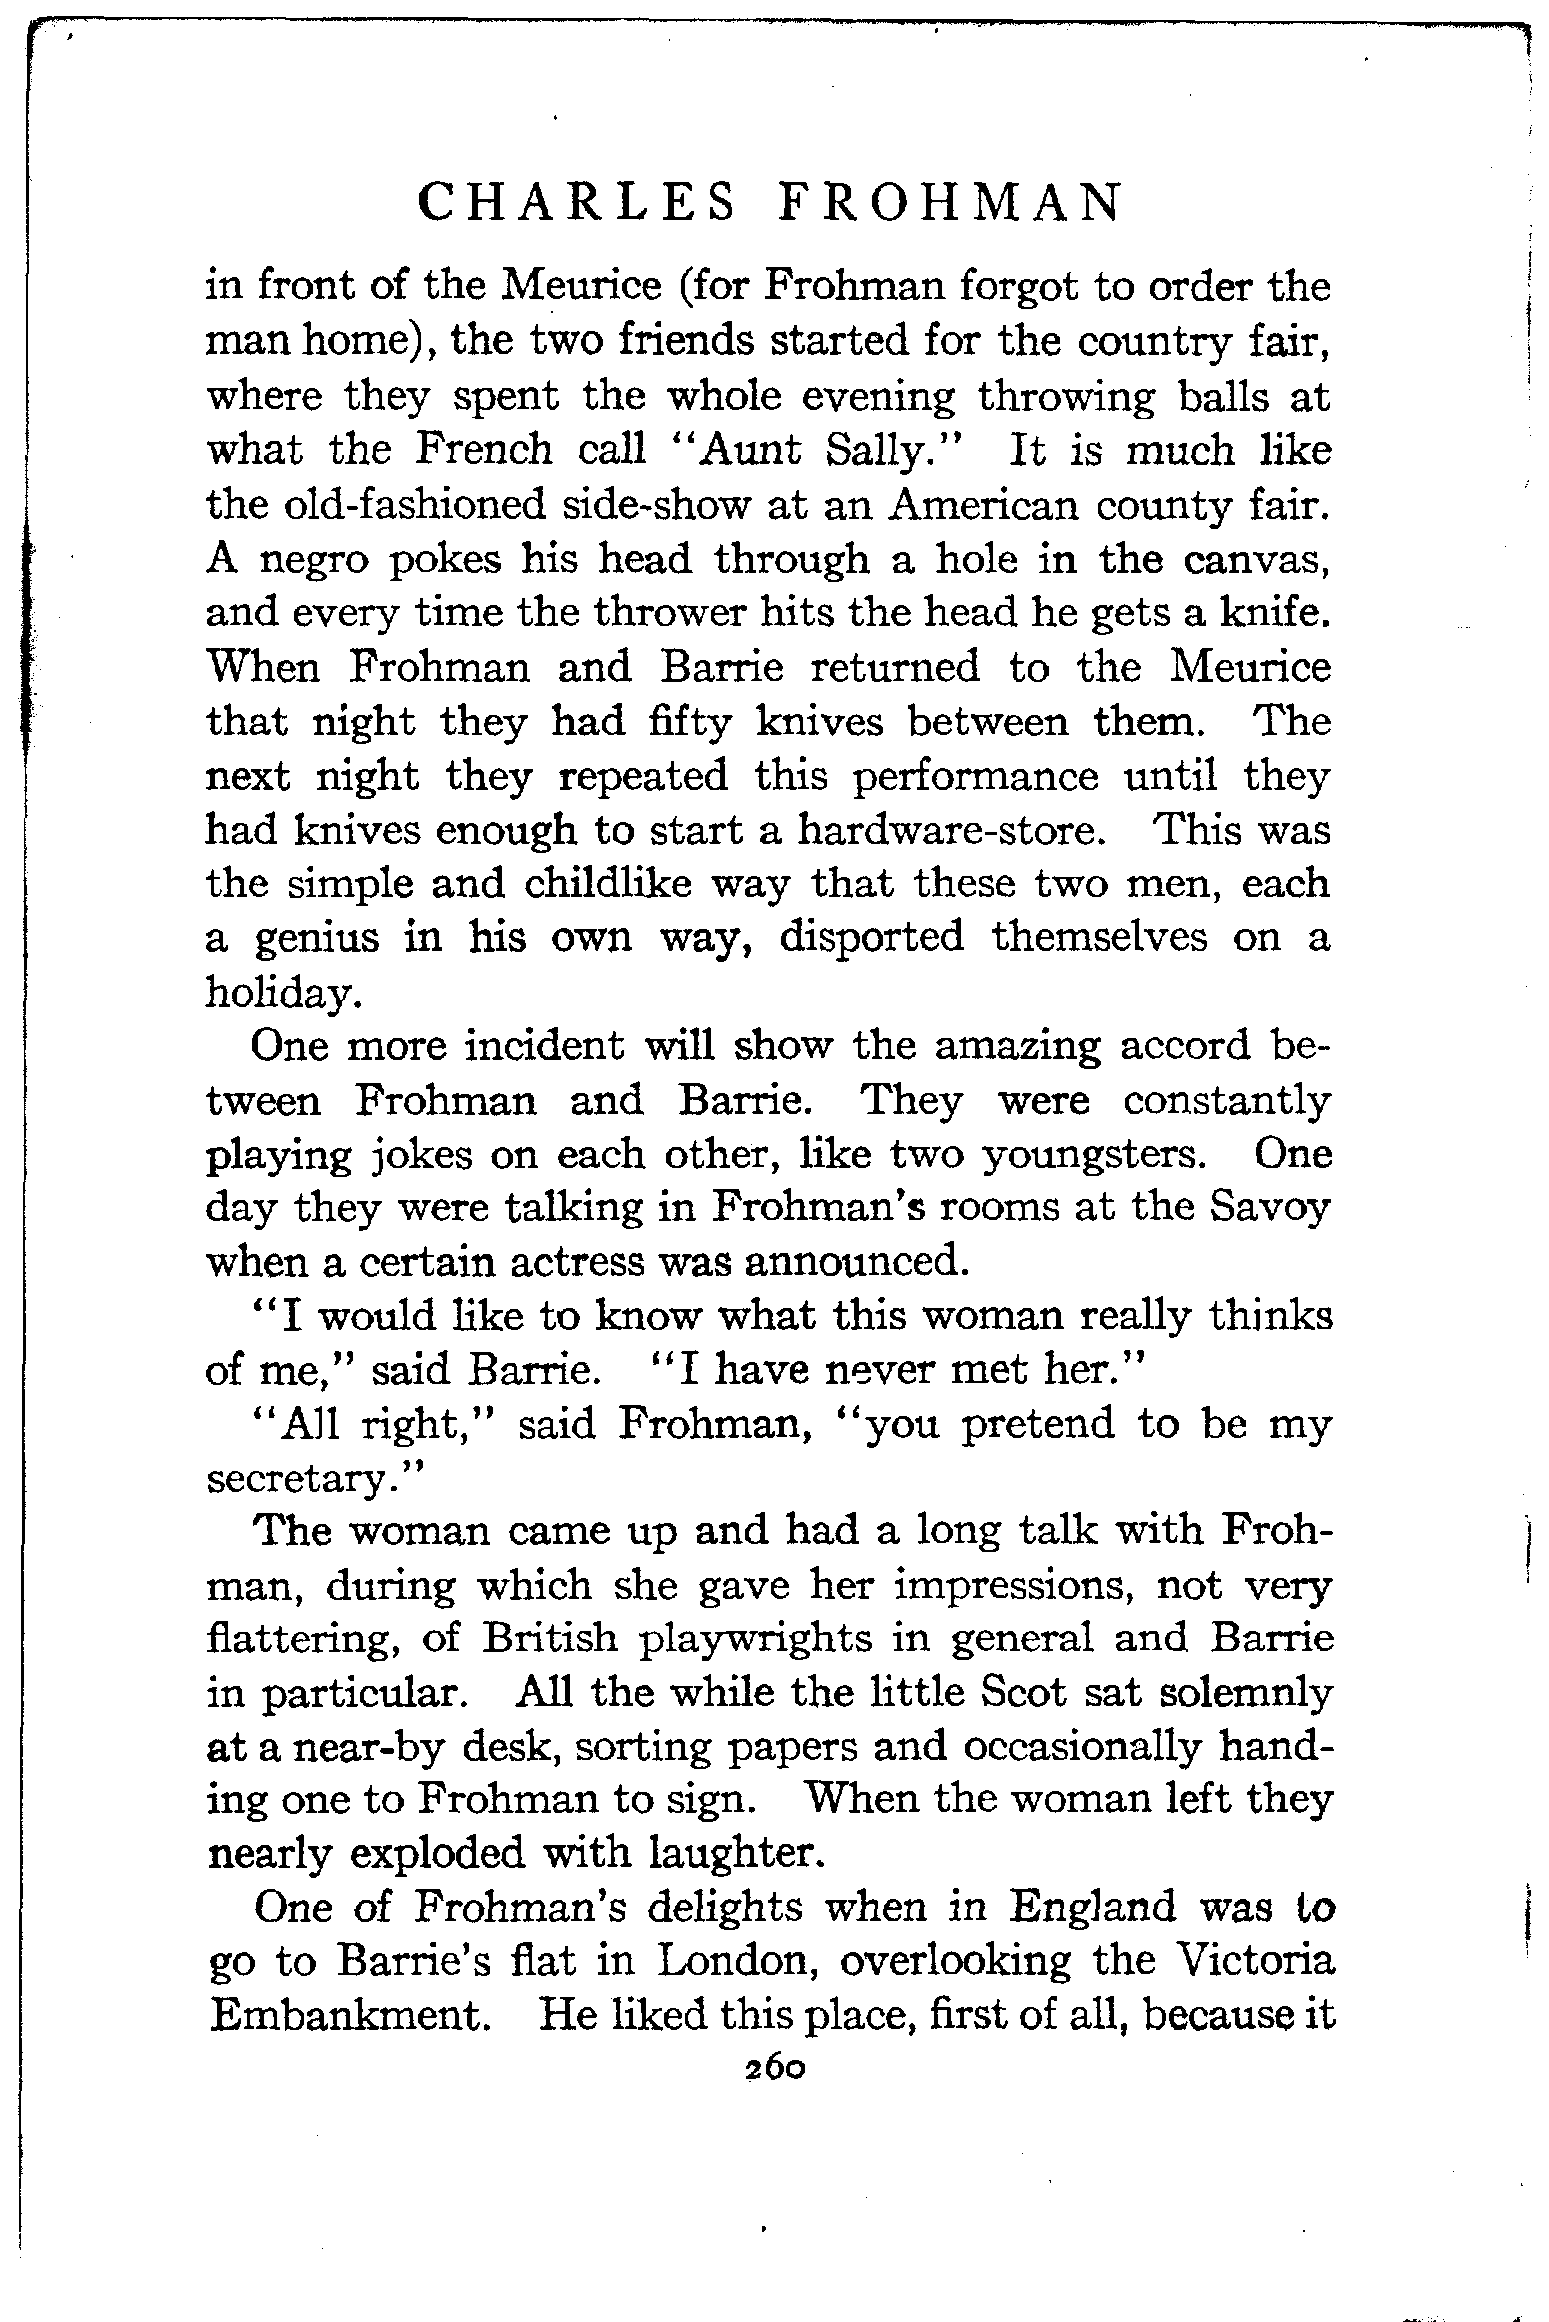 CHARLES FROHMAN
in front of the Meurice (for Frohman forgot to order the
man home), the two friends started for the country fair,
where they spent the whole evening throwing balls at
what the French call "Aunt Sally." It is much like
the old-fashioned side-show at an American county fair.
A negro pokes his head through a hole in the canvas,
and every time the thrower hits the head he gets a knife.
When Frohman and Barrie returned to the Meurice
that night they had fifty knives between them. The
next night they repeated this performance until they
had knives enough to start a hardware-store. This was
the simple and childlike way that these two men, each
a genius in his own way, disported themselves on a
holiday.
One more incident will show the amazing accord be-
tween Frohman and Barrie. They were constantly
playing jokes on each other, like two youngsters. One
day they were talking in Frohman's rooms at the Savoy
when a certain actress was announced.
"I would like to know what this woman really thinks
of me," said Barrie. "I have never met her."
"All right," said Frohman, "you pretend to be my
secretary."
The woman came up and had a long talk with Froh-
man, during which she gave her impressions, not very
flattering, of British playwrights in general and Barrie
in particular. All the while the little Scot sat solemnly
at a near-by desk, sorting papers and occasionally hand-
ing one to Frohman to sign. When the woman left they
nearly exploded with laughter.
One of Frohman's delights when in England was to
go to Barrie's flat in London, overlooking the Victoria
Embankment. He liked this place, first of all, because it
260